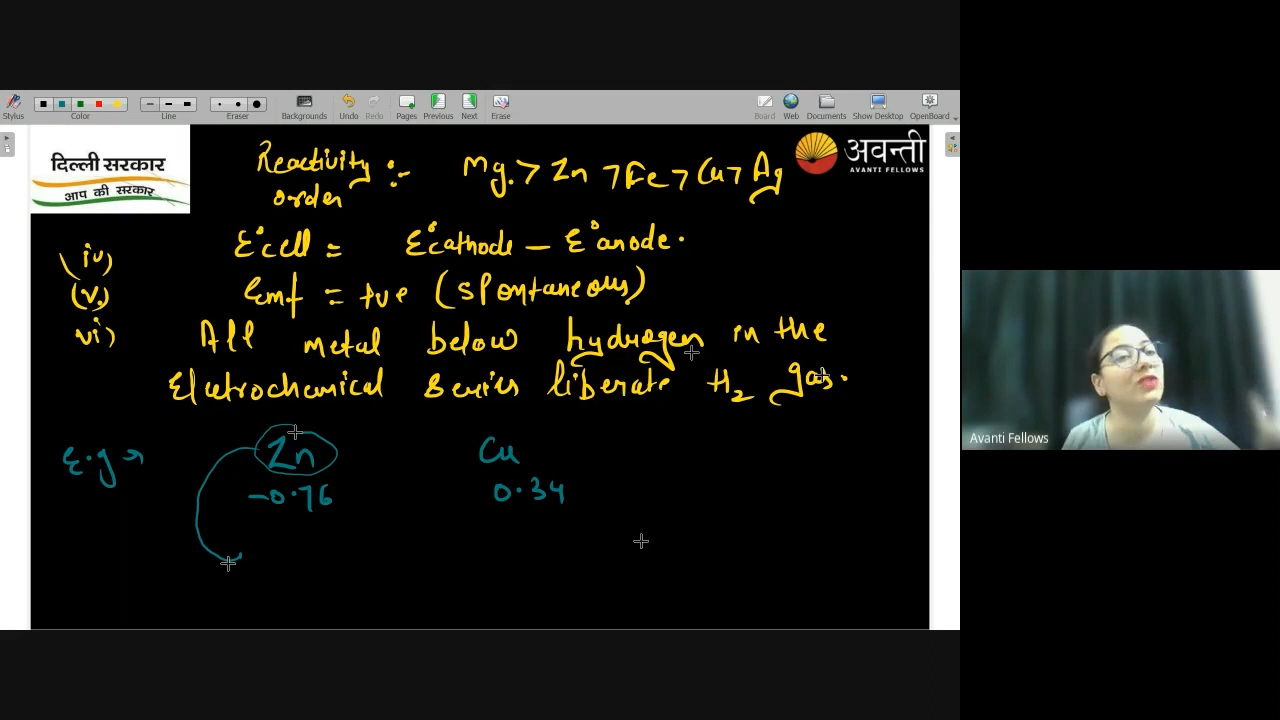 Stylus
Color
Line
Eraser
Backgrounds
Undo
Redo
Pages
Previous
Next
Erase
Board
Web
Documents
Show Desktop
OpenBoard
दिल्ली सरकार
आप की सरकार
अवन्ती
AVANTI FELLOWS
Reactivity order :- Mg. > Zn > Fe > Cu > Ag
(iv) E°cell = E°cathode - E°anode.
(v) Emf = +ve (spontaneous)
vi) All metal below hydrogen in the
Eletrochemical series liberate H₂ gas.
E.g → Zn Cu
-0.76 0.34
Avanti Fellows